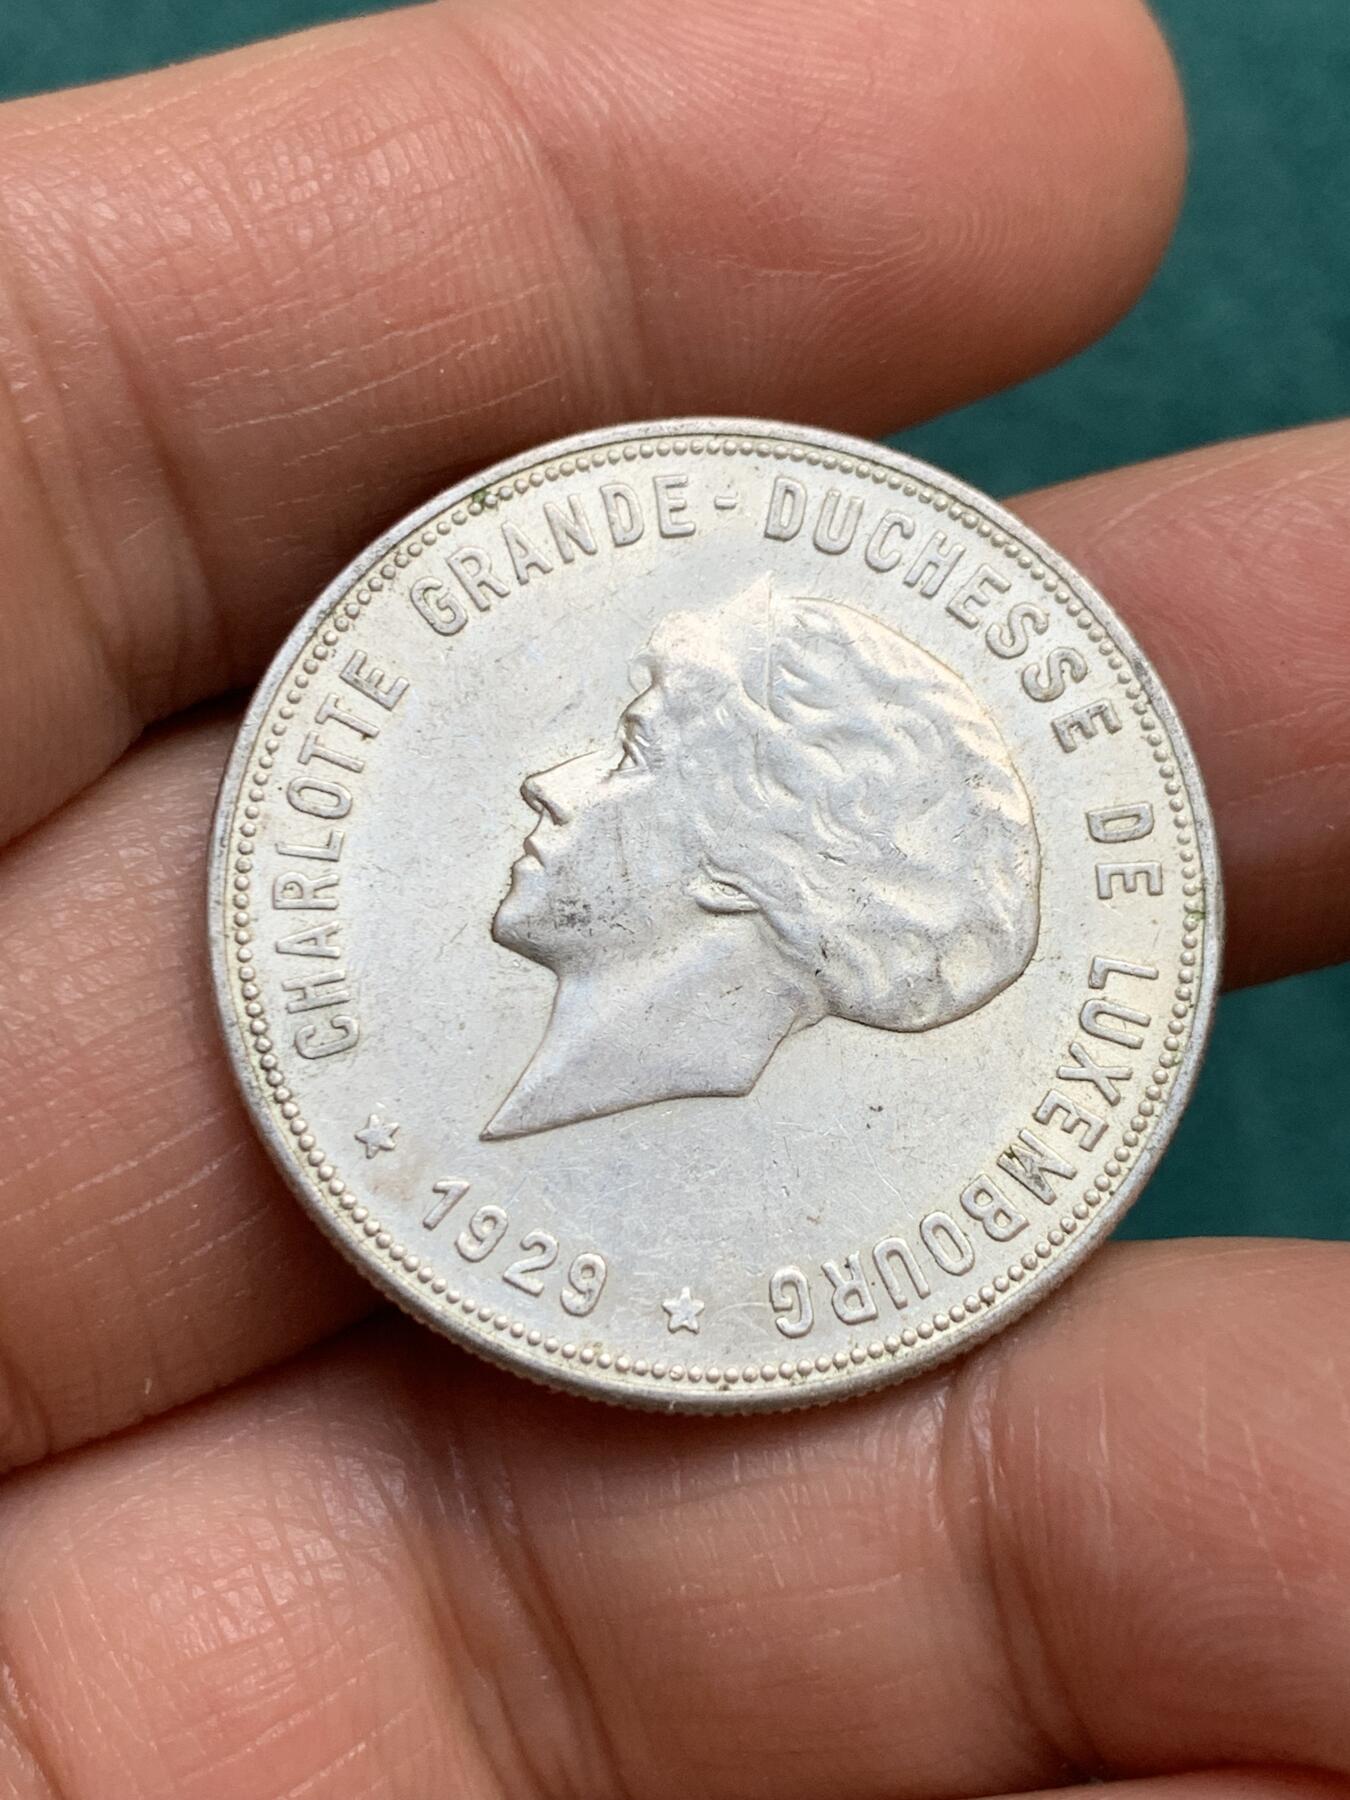 CHARLOTTE GRANDE - DUCHESSE DE LUXEMBOURG
★ 1929 ★